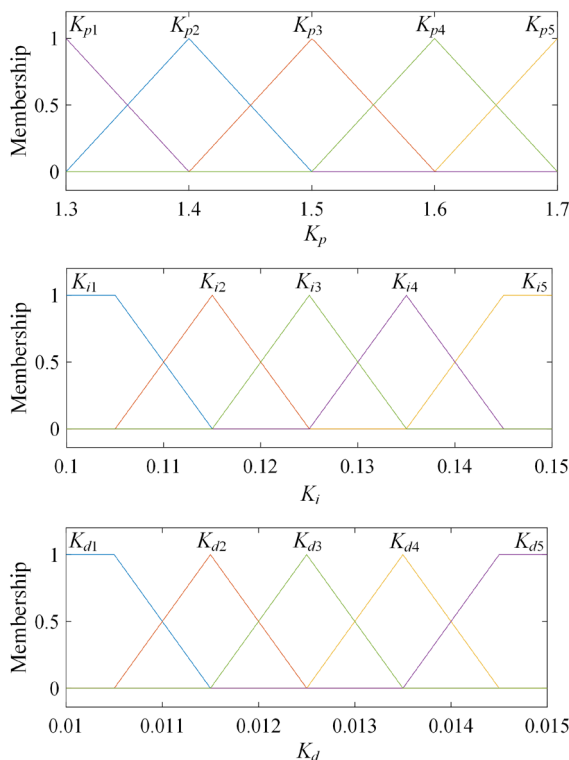 Kp1 Kp2 Kp3 Kp4 Kp5
1
0.5
0
Membership
1.3 1.4 1.5 1.6 1.7
Kp
Ki1 Ki2 Ki3 Ki4 Ki5
1
0.5
0
Membership
0.1 0.11 0.12 0.13 0.14 0.15
Ki
Kd1 Kd2 Kd3 Kd4 Kd5
1
0.5
0
Membership
0.01 0.011 0.012 0.013 0.014 0.015
Kd